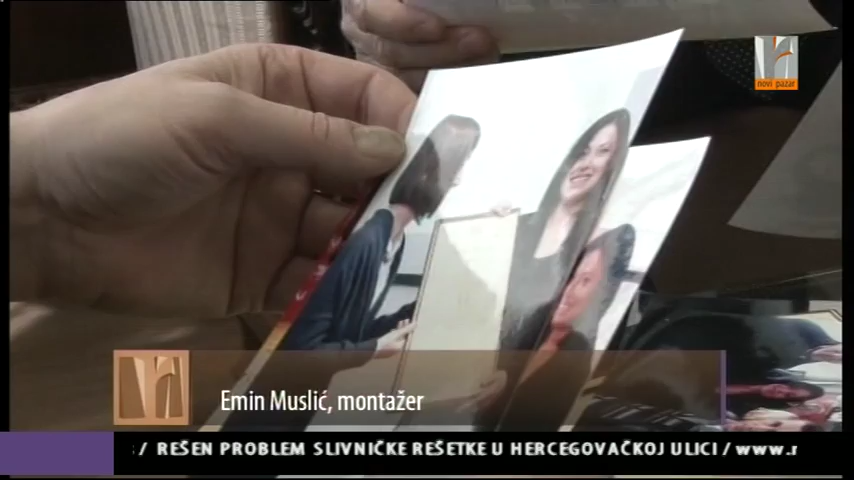 novi pazar
Emin Muslić, montažer
/ REŠEN PROBLEM SLIVNIČKE REŠETKE U HERCEGOVAČKOJ ULICI / www.